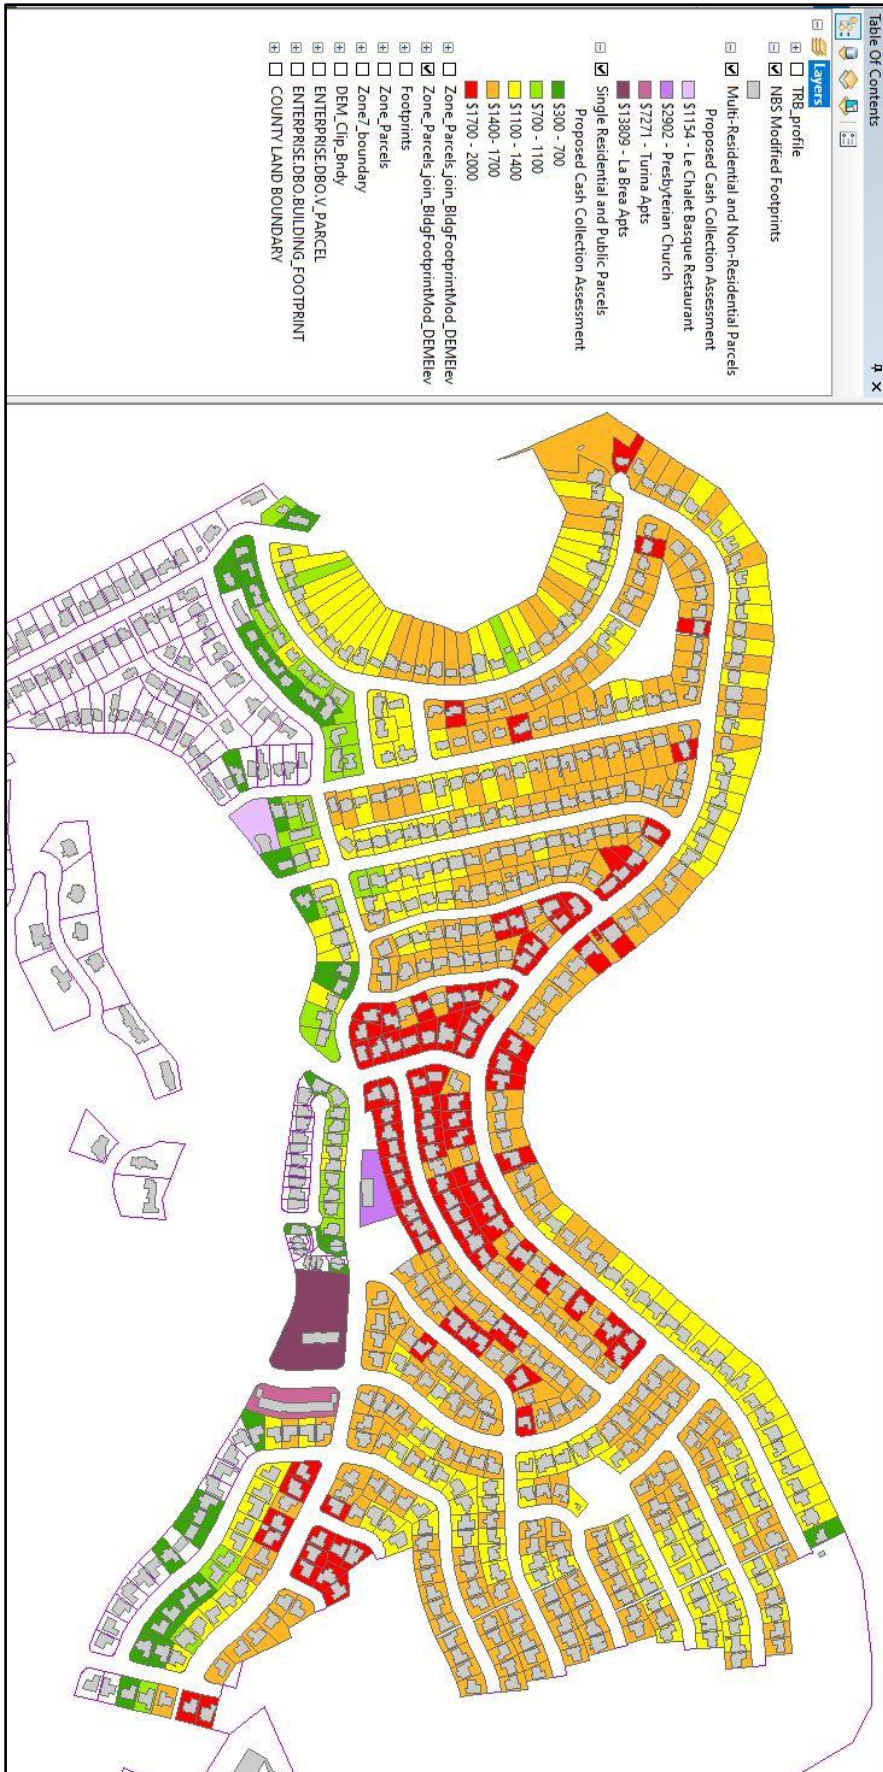 Table Of Contents
Layers
TRB_profile
NBS Modified Footprints
Multi-Residential and Non-Residential Parcels
Proposed Cash Collection Assessment
$1154 - Le Chalet Basque Restaurant
$2902 - Presbyterian Church
$7271 - Turina Apts
$13809 - La Brea Apts
Single Residential and Public Parcels
Proposed Cash Collection Assessment
$300 - 700
$700 - 1100
$1100 - 1400
$1400- 1700
$1700 - 2000
Zone_Parcels_join_BldgFootprintMod_DEMElev
Zone_Parcels_join_BldgFootprintMod_DEMElev
Footprints
Zone_Parcels
Zone7_boundary
DEM_Clip_Bndy
ENTERPRISE.DBO.V_PARCEL
ENTERPRISE.DBO.BUILDING_FOOTPRINT
COUNTY LAND BOUNDARY